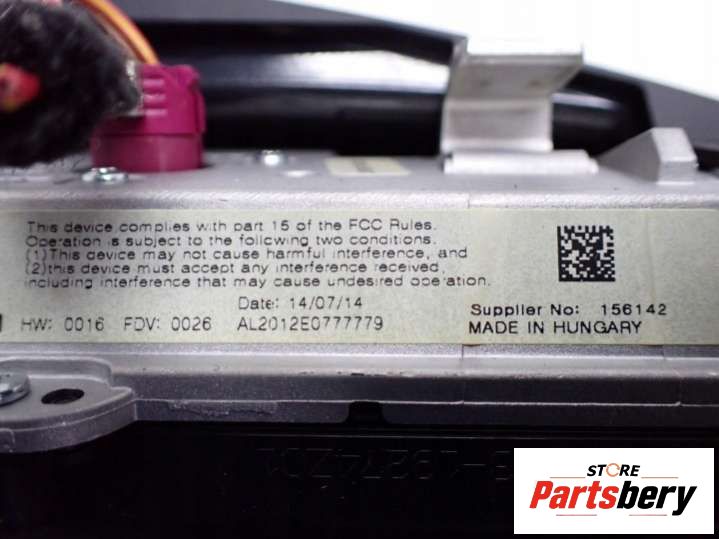 This device complies with part 15 of the FCC Rules.
Operation is subject to the following two conditions.
(1)This device may not cause harmful interference, and
(2)this device must accept any interference received,
including interference that may cause undesired operation.
Date: 14/07/14
HW: 0016 FDV: 0026 AL2012E0777779
Supplier No: 156142
MADE IN HUNGARY
STORE
Partsbery